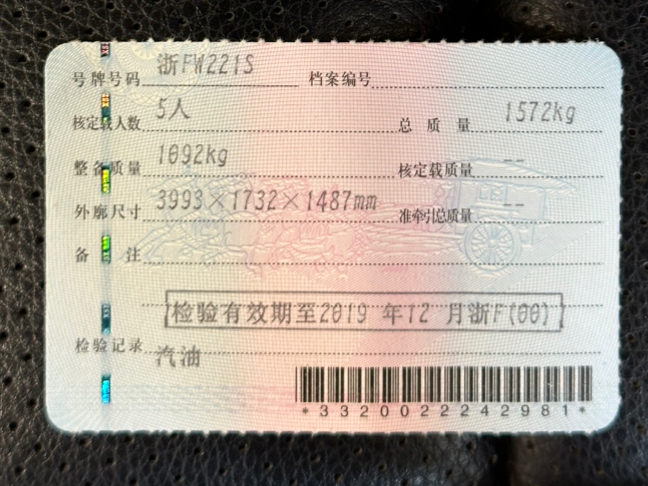 号牌号码 浙FW221S 档案编号
核定载人数 5人 总质量 1572kg
整备质量 1092kg 核定载质量 --
外廓尺寸 3993×1732×1487mm 准牵引总质量 --
备注
检验有效期至2019年12月浙F(00)
检验记录 汽油
*3320022242981*